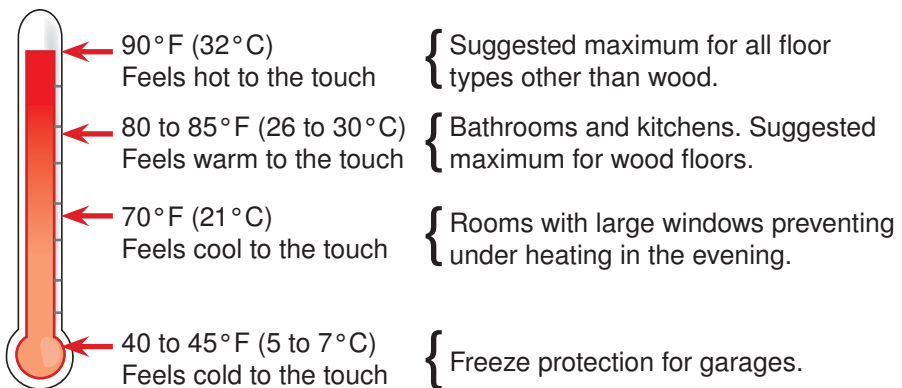 90°F (32°C)
Feels hot to the touch
Suggested maximum for all floor
types other than wood.
80 to 85°F (26 to 30°C)
Feels warm to the touch
Bathrooms and kitchens. Suggested
maximum for wood floors.
70°F (21°C)
Feels cool to the touch
Rooms with large windows preventing
under heating in the evening.
40 to 45°F (5 to 7°C)
Feels cold to the touch
Freeze protection for garages.